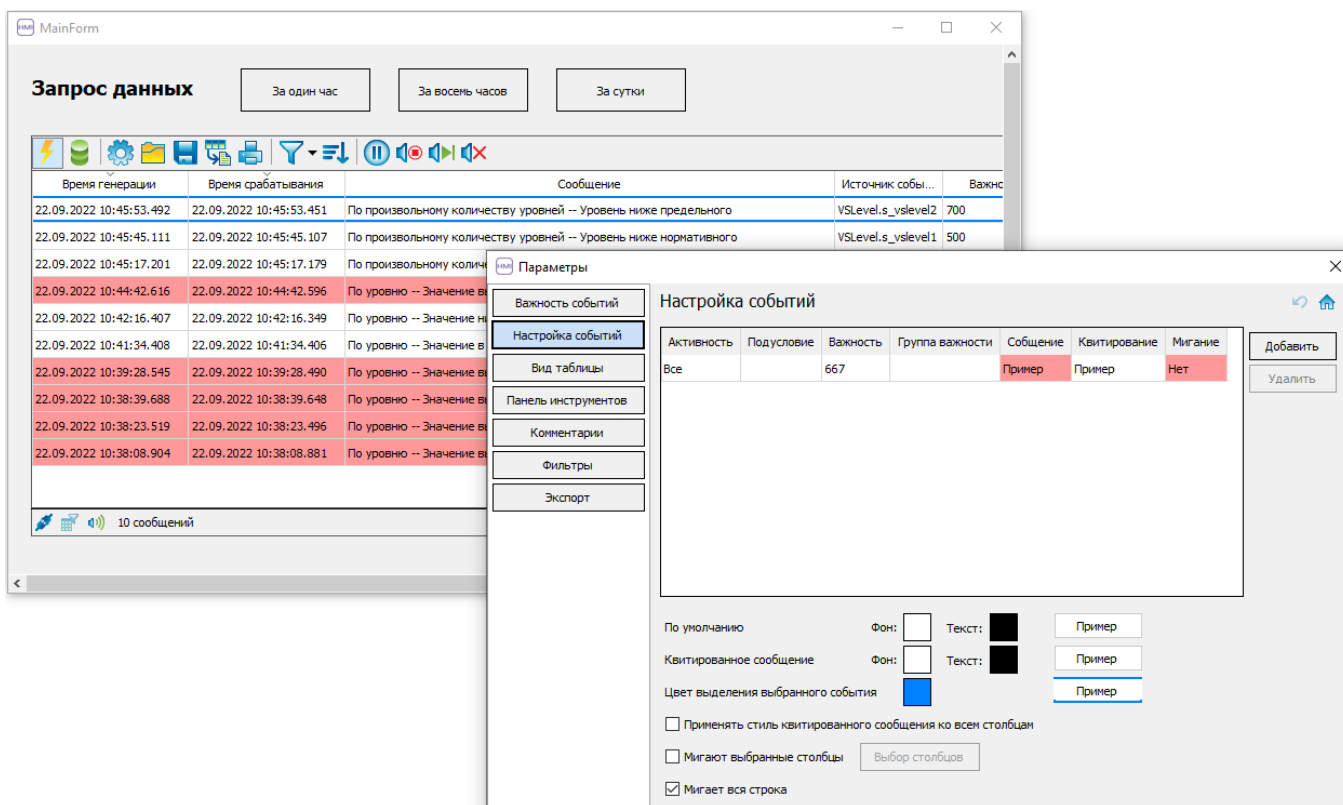 HMI MainForm
Запрос данных За один час За восемь часов За сутки
Время генерации Время срабатывания Сообщение Источник собы... Важно
22.09.2022 10:45:53.492 22.09.2022 10:45:53.451 По произвольному количеству уровней -- Уровень ниже предельного VSLevel.s_vslevel2 700
22.09.2022 10:45:45.111 22.09.2022 10:45:45.107 По произвольному количеству уровней -- Уровень ниже нормативного VSLevel.s_vslevel1 500
22.09.2022 10:45:17.201 22.09.2022 10:45:17.179 По произвольному количе
22.09.2022 10:44:42.616 22.09.2022 10:44:42.596 По уровню -- Значение вы
22.09.2022 10:42:16.407 22.09.2022 10:42:16.349 По уровню -- Значение ни
22.09.2022 10:41:34.408 22.09.2022 10:41:34.406 По уровню -- Значение в
22.09.2022 10:39:28.545 22.09.2022 10:39:28.490 По уровню -- Значение вы
22.09.2022 10:38:39.688 22.09.2022 10:38:39.648 По уровню -- Значение вы
22.09.2022 10:38:23.519 22.09.2022 10:38:23.496 По уровню -- Значение вы
22.09.2022 10:38:08.904 22.09.2022 10:38:08.881 По уровню -- Значение вы
10 сообщений
HMI Параметры
Важность событий
Настройка событий
Вид таблицы
Панель инструментов
Комментарии
Фильтры
Экспорт
Настройка событий
Активность Подусловие Важность Группа важности Собщение Квитирование Мигание
Все 667 Пример Пример Нет
Добавить
Удалить
По умолчанию Фон: Текст: Пример
Квитированное сообщение Фон: Текст: Пример
Цвет выделения выбранного события Пример
Применять стиль квитированного сообщения ко всем столбцам
Мигают выбранные столбцы Выбор столбцов
Мигает вся строка